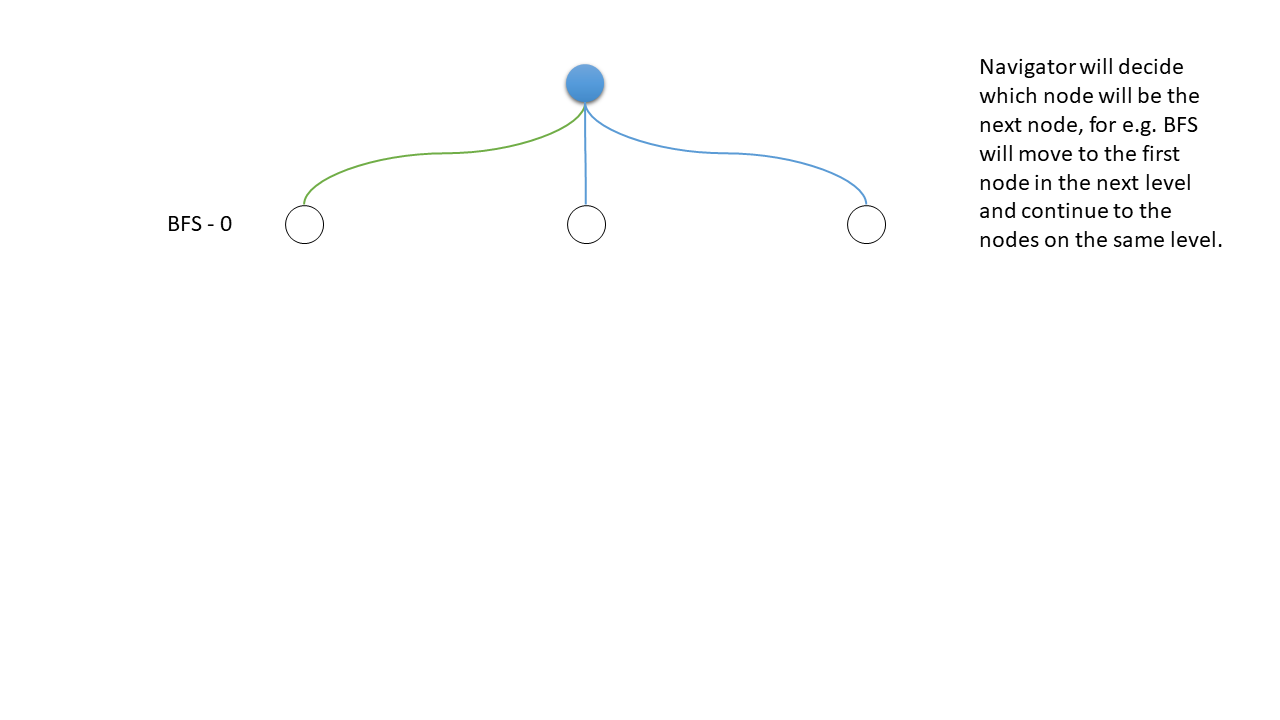 Navigator will decide
which node will be the
next node, for e.g. BFS
will move to the first
node in the next level
and continue to the
nodes on the same level.
BFS - 0